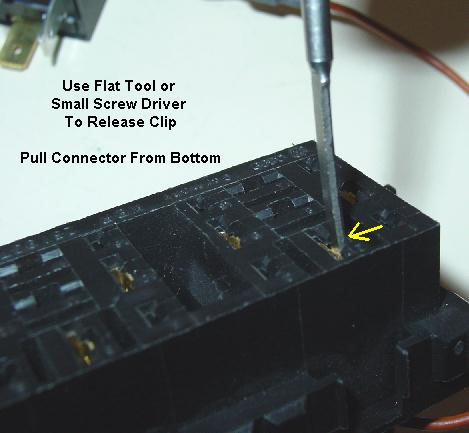 Use Flat Tool or
Small Screw Driver
To Release Clip
Pull Connector From Bottom